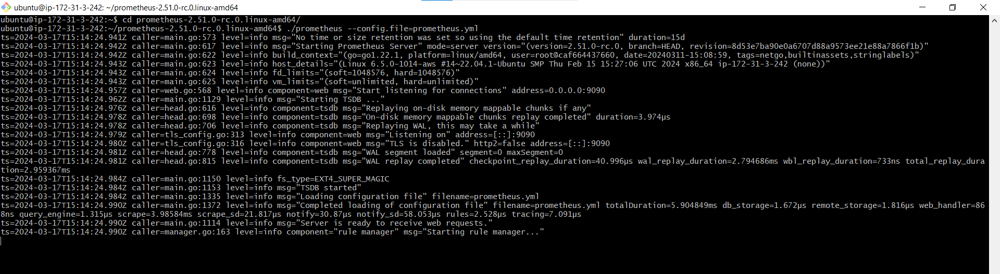 ubuntu@ip-172-31-3-242: ~/prometheus-2.51.0-rc.0.linux-amd64
ubuntu@ip-172-31-3-242:~$ cd prometheus-2.51.0-rc.0.linux-amd64/
ubuntu@ip-172-31-3-242:~/prometheus-2.51.0-rc.0.linux-amd64$ ./prometheus --config.file=prometheus.yml
ts=2024-03-17T15:14:24.941Z caller=main.go:573 level=info msg="No time or size retention was set so using the default time retention" duration=15d
ts=2024-03-17T15:14:24.942Z caller=main.go:617 level=info msg="Starting Prometheus Server" mode=server version="(version=2.51.0-rc.0, branch=HEAD, revision=8d53e7ba90e0a6707d88a9573ee21e88a7866f1b)"
ts=2024-03-17T15:14:24.942Z caller=main.go:622 level=info build_context="(go=go1.22.1, platform=linux/amd64, user=root@caf664437660, date=20240311-15:08:59, tags=netgo,builtinassets,stringlabels)"
ts=2024-03-17T15:14:24.943Z caller=main.go:623 level=info host_details="(Linux 6.5.0-1014-aws #14~22.04.1-Ubuntu SMP Thu Feb 15 15:27:06 UTC 2024 x86_64 ip-172-31-3-242 (none))"
ts=2024-03-17T15:14:24.943Z caller=main.go:624 level=info fd_limits="(soft=1048576, hard=1048576)"
ts=2024-03-17T15:14:24.943Z caller=main.go:625 level=info vm_limits="(soft=unlimited, hard=unlimited)"
ts=2024-03-17T15:14:24.957Z caller=web.go:568 level=info component=web msg="Start listening for connections" address=0.0.0.0:9090
ts=2024-03-17T15:14:24.962Z caller=main.go:1129 level=info msg="Starting TSDB ..."
ts=2024-03-17T15:14:24.976Z caller=head.go:616 level=info component=tsdb msg="Replaying on-disk memory mappable chunks if any"
ts=2024-03-17T15:14:24.978Z caller=head.go:698 level=info component=tsdb msg="On-disk memory mappable chunks replay completed" duration=3.974µs
ts=2024-03-17T15:14:24.978Z caller=head.go:706 level=info component=tsdb msg="Replaying WAL, this may take a while"
ts=2024-03-17T15:14:24.979Z caller=tls_config.go:313 level=info component=web msg="Listening on" address=[::]:9090
ts=2024-03-17T15:14:24.980Z caller=tls_config.go:316 level=info component=web msg="TLS is disabled." http2=false address=[::]:9090
ts=2024-03-17T15:14:24.981Z caller=head.go:778 level=info component=tsdb msg="WAL segment loaded" segment=0 maxSegment=0
ts=2024-03-17T15:14:24.981Z caller=head.go:815 level=info component=tsdb msg="WAL replay completed" checkpoint_replay_duration=40.996µs wal_replay_duration=2.794686ms wbl_replay_duration=733ns total_replay_dura
tion=2.959367ms
ts=2024-03-17T15:14:24.984Z caller=main.go:1150 level=info fs_type=EXT4_SUPER_MAGIC
ts=2024-03-17T15:14:24.984Z caller=main.go:1153 level=info msg="TSDB started"
ts=2024-03-17T15:14:24.984Z caller=main.go:1335 level=info msg="Loading configuration file" filename=prometheus.yml
ts=2024-03-17T15:14:24.990Z caller=main.go:1372 level=info msg="Completed loading of configuration file" filename=prometheus.yml totalDuration=5.904849ms db_storage=1.672µs remote_storage=1.816µs web_handler=86
8ns query_engine=1.315µs scrape=3.98584ms scrape_sd=21.817µs notify=30.87µs notify_sd=58.053µs rules=2.528µs tracing=7.091µs
ts=2024-03-17T15:14:24.990Z caller=main.go:1114 level=info msg="Server is ready to receive web requests."
ts=2024-03-17T15:14:24.990Z caller=manager.go:163 level=info component="rule manager" msg="Starting rule manager..."